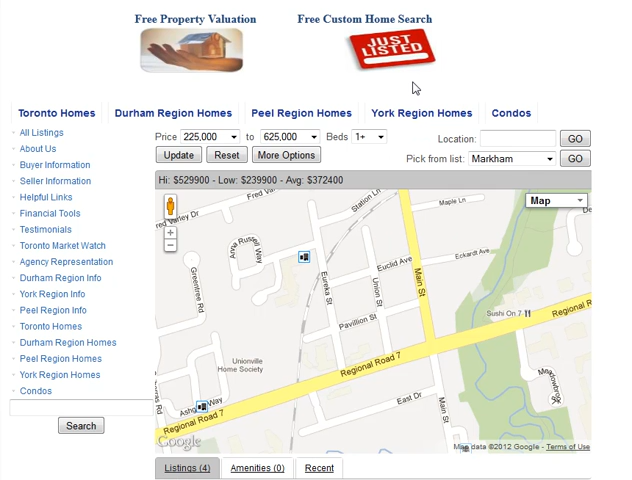 Free Property Valuation
Free Custom Home Search
JUST
LISTED
Toronto Homes
Durham Region Homes
Peel Region Homes
York Region Homes
Condos
All Listings
About Us
Buyer Information
Seller Information
Helpful Links
Financial Tools
Testimonials
Toronto Market Watch
Agency Representation
Durham Region Info
York Region Info
Peel Region Info
Toronto Homes
Durham Region Homes
Peel Region Homes
York Region Homes
Condos
Search
Price 225,000 to 625,000 Beds 1+
Location: GO
Update Reset More Options
Pick from list: Markham GO
Hi: $529900 - Low: $239900 - Avg: $372400
Map
Fred Varley Dr
Station Ln
Maple Ln
Euclid Ave
Eckardt Ave
Greentree Rd
Eureka St
Union St
Main St
Pavillion St
Sushi On 7
Regional R
Unionville
Home Society
Regional Road 7
East Dr
Main St
Regional Road 7
Google
Map data ©2012 Google - Terms of Use
Listings (4)
Amenities (0)
Recent